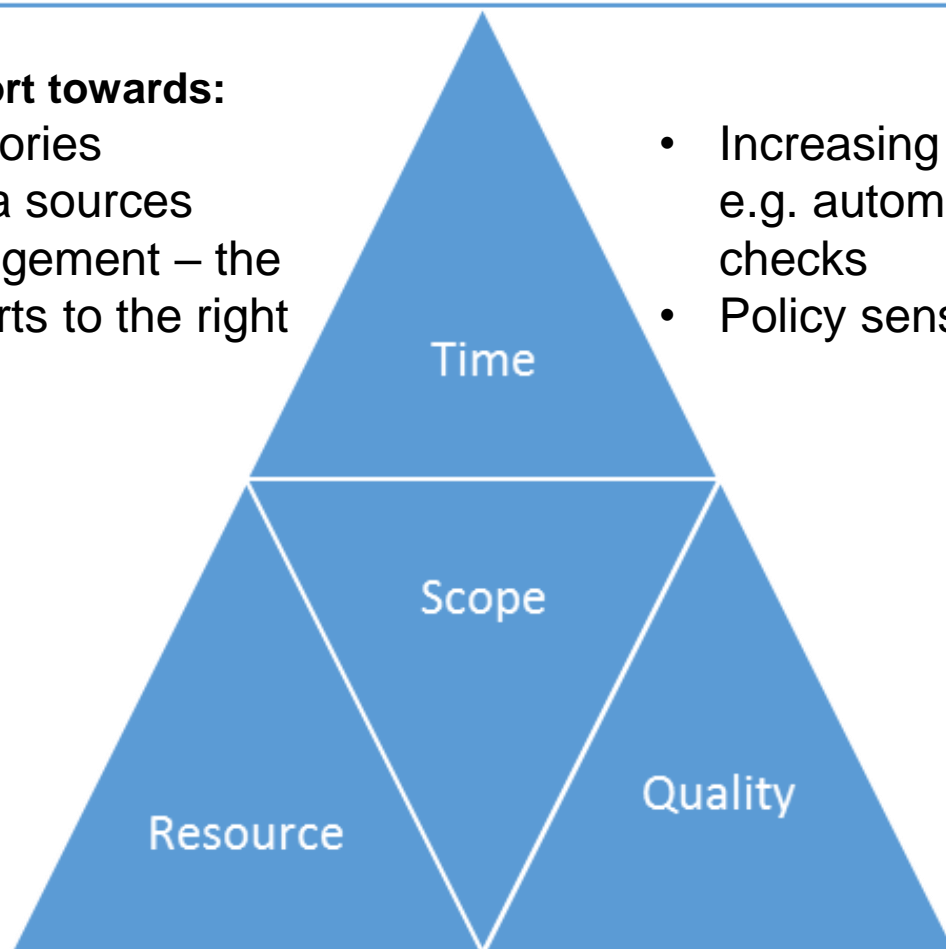 ort towards:
ories
a sources
gement – the
rts to the right
• Increasing
e.g. autom
checks
• Policy sens
Time
Scope
Quality
Resource